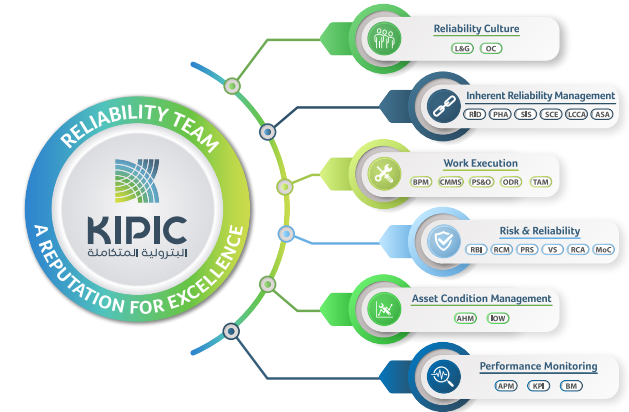 RELIABILITY TEAM
A REPUTATION FOR EXCELLENCE
KIPIC
البترولية المتكاملة
Reliability Culture
L&G OC
Inherent Reliability Management
RID PHA SIS SCE LCCA ASA
Work Execution
BPM CMMS PS&O ODR TAM
Risk & Reliability
RBI RCM PRS VS RCA MoC
Asset Condition Management
AHM IOW
Performance Monitoring
APM KPI BM